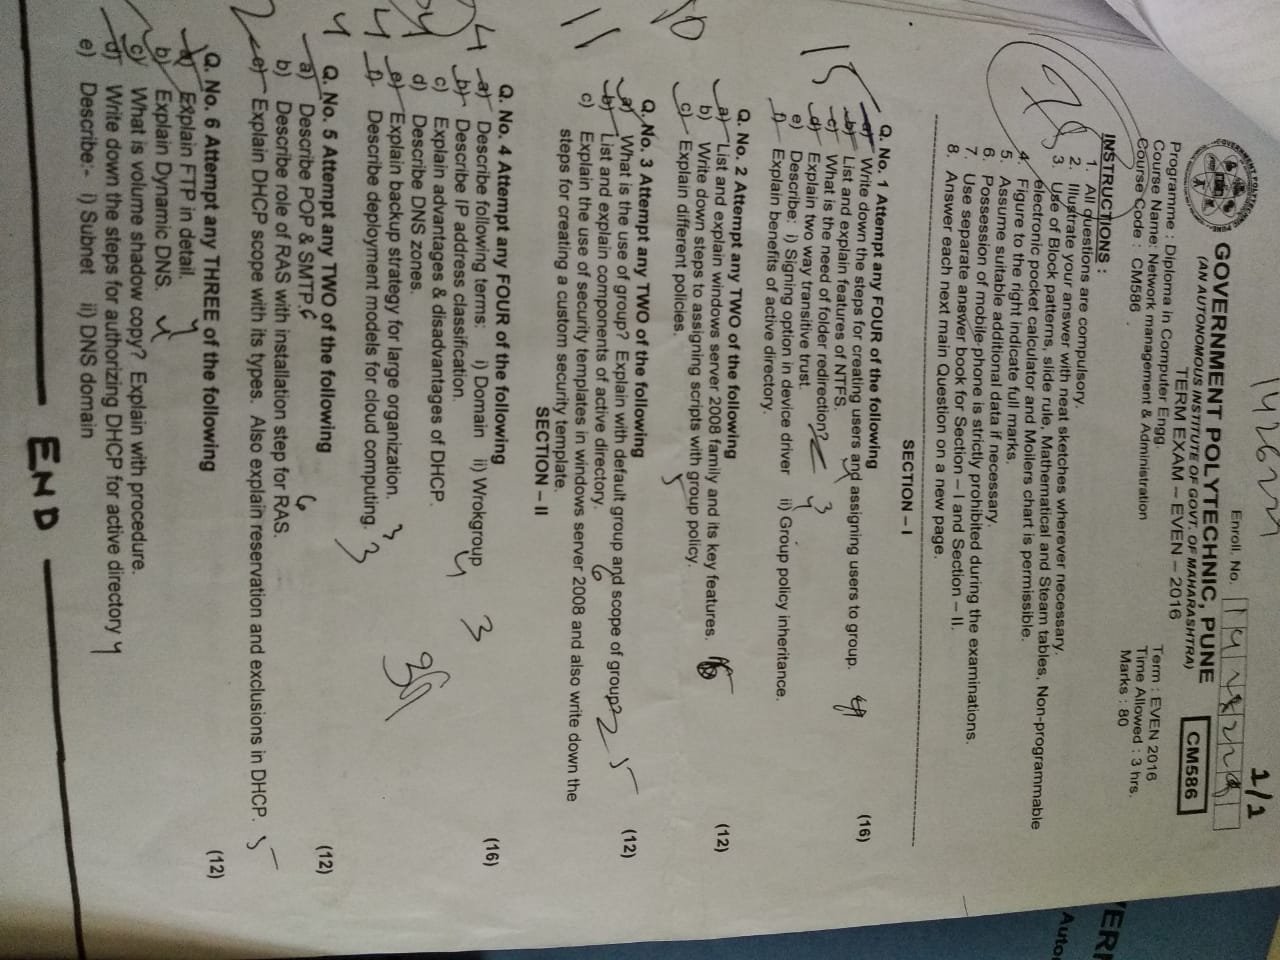 1/1
Enroll. No.
GOVERNMENT POLYTECHNIC, PUNE
(AN AUTONOMOUS INSTITUTE OF GOVT. OF MAHARASHTRA)
TERM EXAM – EVEN – 2016
CM586
Programme : Diploma in Computer Engg. Term : EVEN 2016
Course Name: Network management & Administration Time Allowed : 3 hrs.
Course Code : CM586 Marks : 80
INSTRUCTIONS :
1. All questions are compulsory.
2. Illustrate your answer with neat sketches wherever necessary.
3. Use of Block patterns, slide rule, Mathematical and Steam tables, Non-programmable
electronic pocket calculator and Moilers chart is permissible.
4. Figure to the right indicate full marks.
5. Assume suitable additional data if necessary.
6. Possession of mobile phone is strictly prohibited during the examinations.
7. Use separate answer book for Section – I and Section – II.
8. Answer each next main Question on a new page.
SECTION – I
Q. No. 1 Attempt any FOUR of the following (16)
a) Write down the steps for creating users and assigning users to group. 4
b) List and explain features of NTFS.
c) What is the need of folder redirection?
d) Explain two way transitive trust. 3
e) Describe: i) Signing option in device driver ii) Group policy inheritance.
f) Explain benefits of active directory.
15
Q. No. 2 Attempt any TWO of the following (12)
a) List and explain windows server 2008 family and its key features.
b) Write down steps to assigning scripts with group policy.
c) Explain different policies. 5
10
Q. No. 3 Attempt any TWO of the following (12)
a) What is the use of group? Explain with default group and scope of group? 5
b) List and explain components of active directory. 6
c) Explain the use of security templates in windows server 2008 and also write down the
steps for creating a custom security template.
11
SECTION – II
Q. No. 4 Attempt any FOUR of the following (16)
a) Describe following terms: i) Domain ii) Wrokgroup 4 3
b) Describe IP address classification.
c) Explain advantages & disadvantages of DHCP.
d) Describe DNS zones.
e) Explain backup strategy for large organization. 3
f) Describe deployment models for cloud computing. 3
Q. No. 5 Attempt any TWO of the following (12)
a) Describe POP & SMTP. 6
b) Describe role of RAS with installation step for RAS.
c) Explain DHCP scope with its types. Also explain reservation and exclusions in DHCP. 5
Q. No. 6 Attempt any THREE of the following (12)
a) Explain FTP in detail. 4
b) Explain Dynamic DNS.
c) What is volume shadow copy? Explain with procedure.
d) Write down the steps for authorizing DHCP for active directory 4
e) Describe:- i) Subnet ii) DNS domain
END